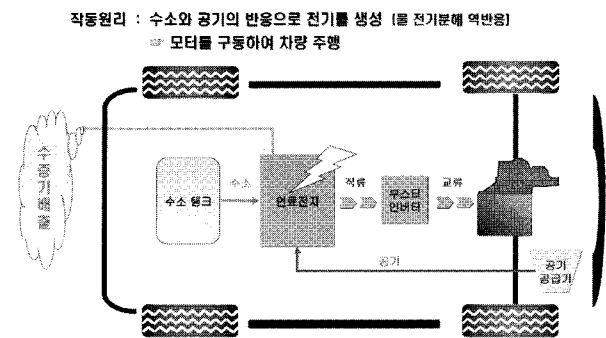 작동원리 : 수소와 공기의 반응으로 전기를 생성 (물 전기분해 역반응)
☞ 모터를 구동하여 차량 주행
수증기배출
수소 탱크
수소
연료전지
직류
부스터
인버터
교류
공기
공기
공급기